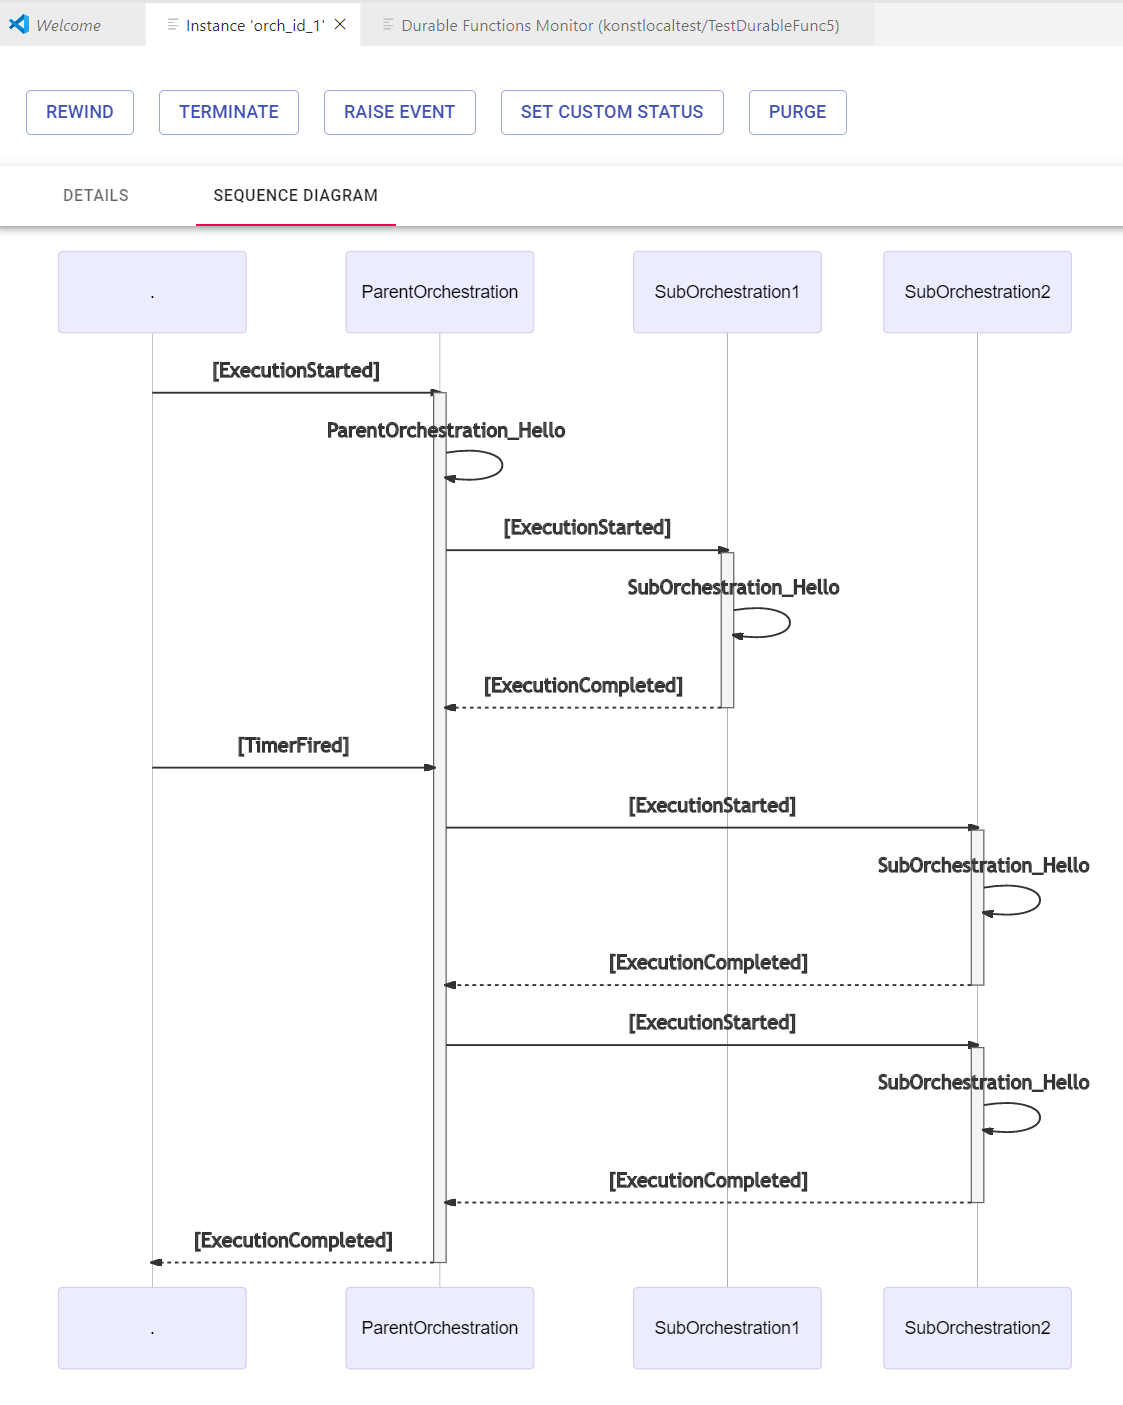 Welcome
Instance 'orch_id_1'
Durable Functions Monitor (konstlocaltest/TestDurableFunc5)
REWIND
TERMINATE
RAISE EVENT
SET CUSTOM STATUS
PURGE
DETAILS
SEQUENCE DIAGRAM
.
ParentOrchestration
SubOrchestration1
SubOrchestration2
[ExecutionStarted]
ParentOrchestration_Hello
[ExecutionStarted]
SubOrchestration_Hello
[ExecutionCompleted]
[TimerFired]
[ExecutionStarted]
SubOrchestration_Hello
[ExecutionCompleted]
[ExecutionStarted]
SubOrchestration_Hello
[ExecutionCompleted]
[ExecutionCompleted]
.
ParentOrchestration
SubOrchestration1
SubOrchestration2